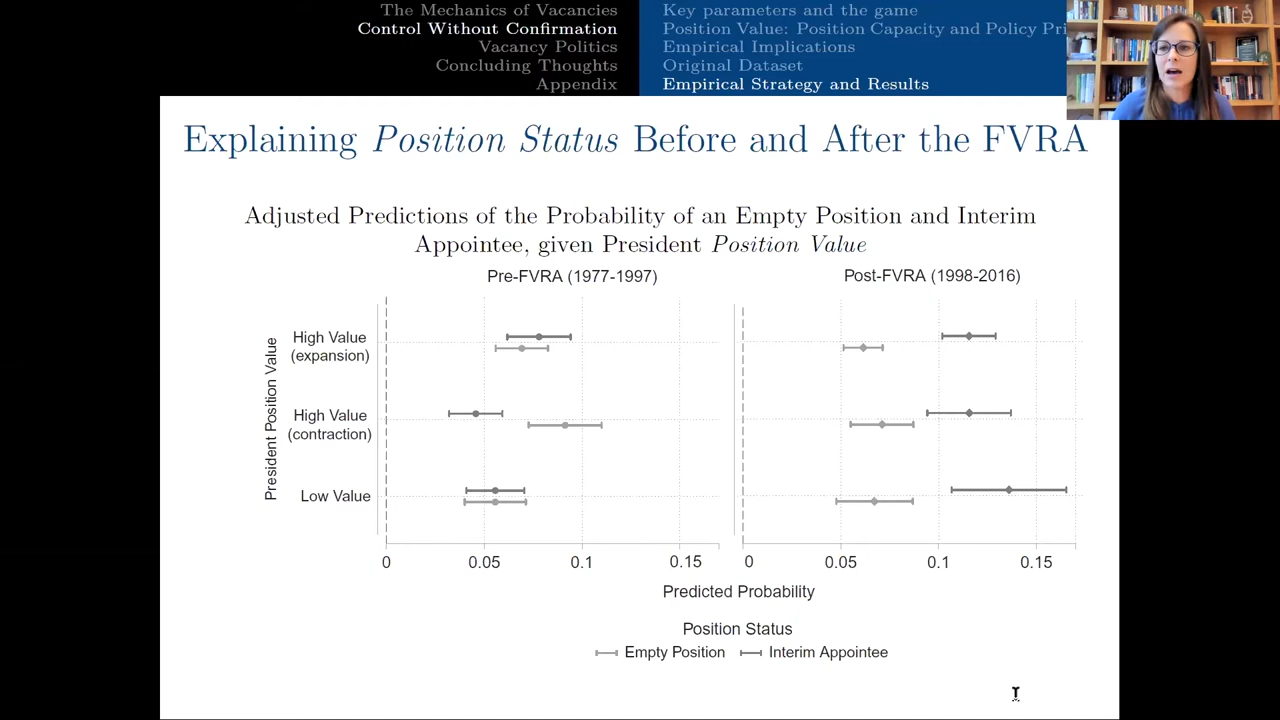 The Mechanics of Vacancies
Control Without Confirmation
Vacancy Politics
Concluding Thoughts
Appendix
Key parameters and the game
Position Value: Position Capacity and Policy Pri
Empirical Implications
Original Dataset
Empirical Strategy and Results
Explaining Position Status Before and After the FVRA
Adjusted Predictions of the Probability of an Empty Position and Interim
Appointee, given President Position Value
Pre-FVRA (1977-1997)
Post-FVRA (1998-2016)
President Position Value
High Value
(expansion)
High Value
(contraction)
Low Value
0 0.05 0.1 0.15
0 0.05 0.1 0.15
Predicted Probability
Position Status
Empty Position Interim Appointee